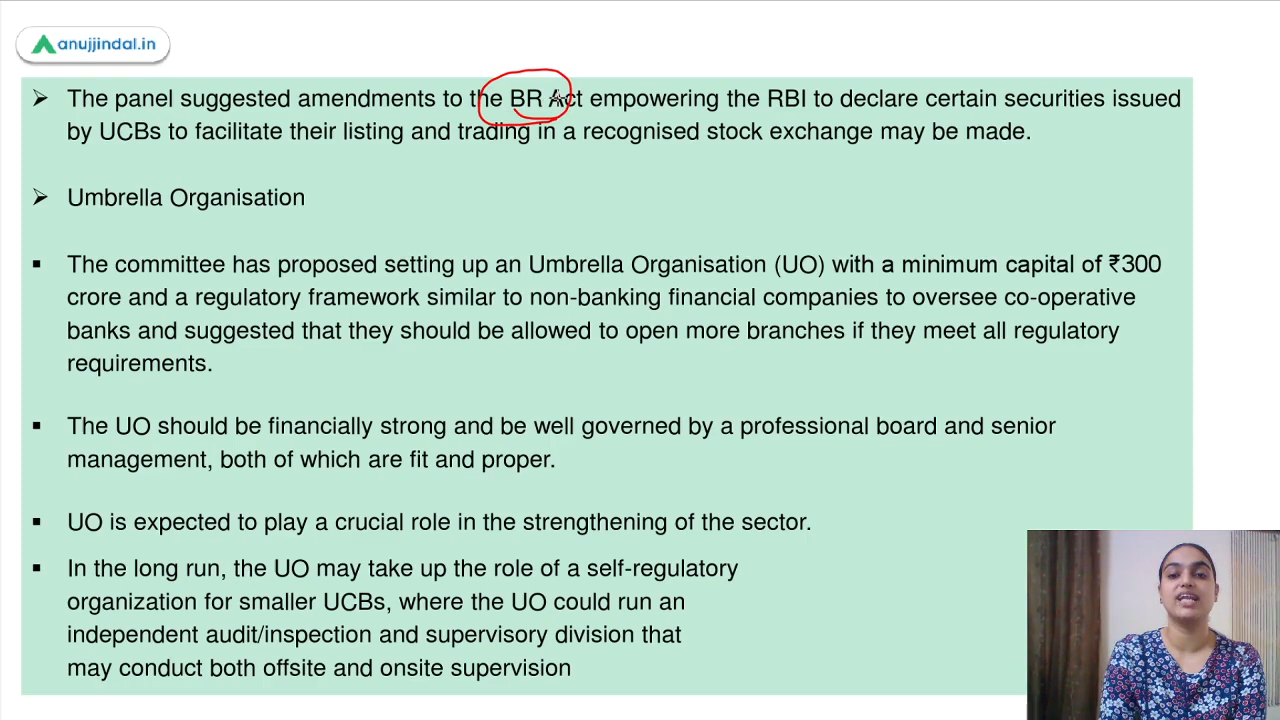 anujjindal.in
The panel suggested amendments to the BR Act empowering the RBI to declare certain securities issued
by UCBs to facilitate their listing and trading in a recognised stock exchange may be made.
Umbrella Organisation
The committee has proposed setting up an Umbrella Organisation (UO) with a minimum capital of ₹300
crore and a regulatory framework similar to non-banking financial companies to oversee co-operative
banks and suggested that they should be allowed to open more branches if they meet all regulatory
requirements.
The UO should be financially strong and be well governed by a professional board and senior
management, both of which are fit and proper.
UO is expected to play a crucial role in the strengthening of the sector.
In the long run, the UO may take up the role of a self-regulatory
organization for smaller UCBs, where the UO could run an
independent audit/inspection and supervisory division that
may conduct both offsite and onsite supervision